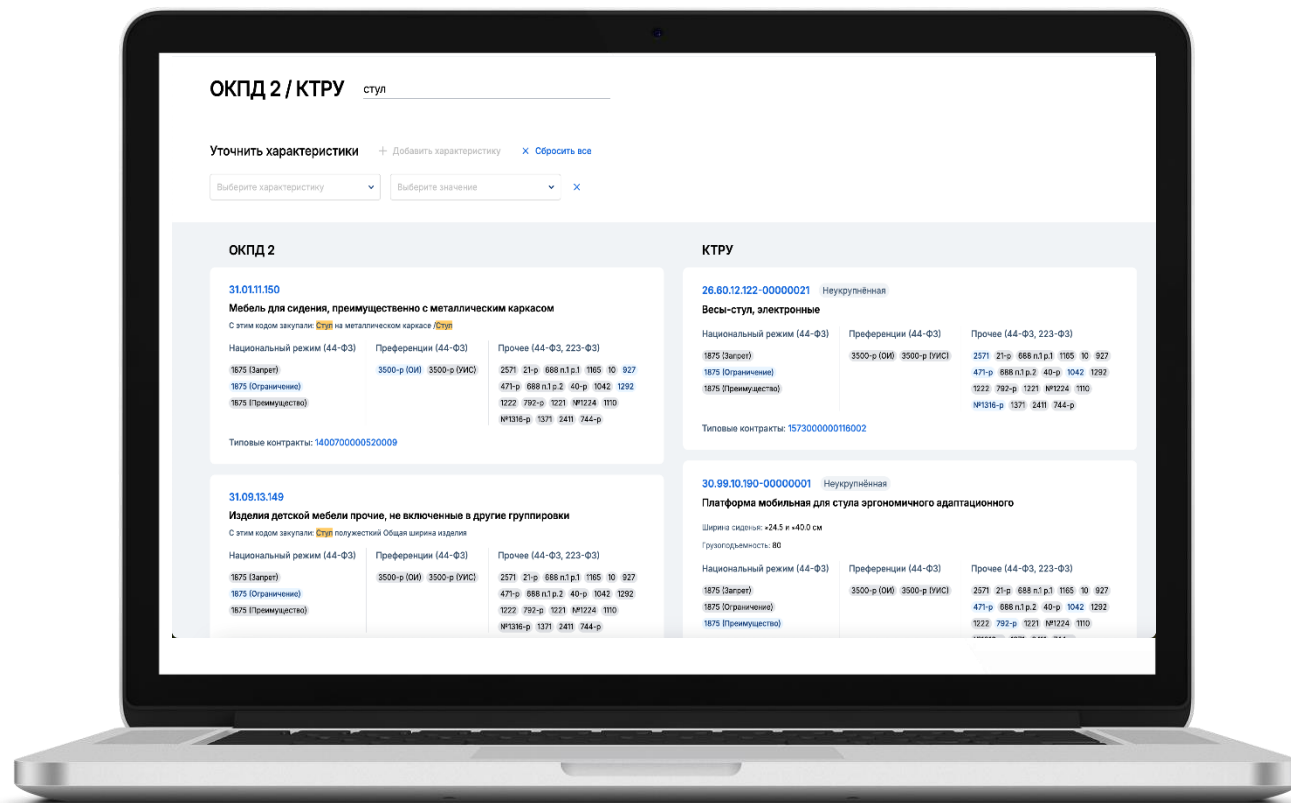 ОКПД 2 / КТРУ стул
Уточнить характеристики + Добавить характеристику × Сбросить все
Выберите характеристику Выберите значение ×
ОКПД 2
31.01.11.150
Мебель для сидения, преимущественно с металлическим каркасом
С этим кодом закупали: Стул на металлическом каркасе /Стул
Национальный режим (44-ФЗ) Преференции (44-ФЗ) Прочее (44-ФЗ, 223-ФЗ)
1875 (Запрет) 3500-р (ОИ) 3500-р (УИС) 2571 21-р 688 п.1 р.1 1165 10 927
1875 (Ограничение) 471-р 688 п.1 р.2 40-р 1042 1292
1875 (Преимущество) 1222 792-р 1221 №1224 1110
№1316-р 1371 2411 744-р
Типовые контракты: 1400700000520009
31.09.13.149
Изделия детской мебели прочие, не включенные в другие группировки
С этим кодом закупали: Стул полужесткий Общая ширина изделия
Национальный режим (44-ФЗ) Преференции (44-ФЗ) Прочее (44-ФЗ, 223-ФЗ)
1875 (Запрет) 3500-р (ОИ) 3500-р (УИС) 2571 21-р 688 п.1 р.1 1165 10 927
1875 (Ограничение) 471-р 688 п.1 р.2 40-р 1042 1292
1875 (Преимущество) 1222 792-р 1221 №1224 1110
№1316-р 1371 2411 744-р
КТРУ
26.60.12.122-00000021 Неукрупнённая
Весы-стул, электронные
Национальный режим (44-ФЗ) Преференции (44-ФЗ) Прочее (44-ФЗ, 223-ФЗ)
1875 (Запрет) 3500-р (ОИ) 3500-р (УИС) 2571 21-р 688 п.1 р.1 1165 10 927
1875 (Ограничение) 471-р 688 п.1 р.2 40-р 1042 1292
1875 (Преимущество) 1222 792-р 1221 №1224 1110
№1316-р 1371 2411 744-р
Типовые контракты: 1573000000116002
30.99.10.190-00000001 Неукрупнённая
Платформа мобильная для стула эргономичного адаптационного
Ширина сиденья: ×24.5 и ×40.0 см
Грузоподъемность: 80
Национальный режим (44-ФЗ) Преференции (44-ФЗ) Прочее (44-ФЗ, 223-ФЗ)
1875 (Запрет) 3500-р (ОИ) 3500-р (УИС) 2571 21-р 688 п.1 р.1 1165 10 927
1875 (Ограничение) 471-р 688 п.1 р.2 40-р 1042 1292
1875 (Преимущество) 1222 792-р 1221 №1224 1110